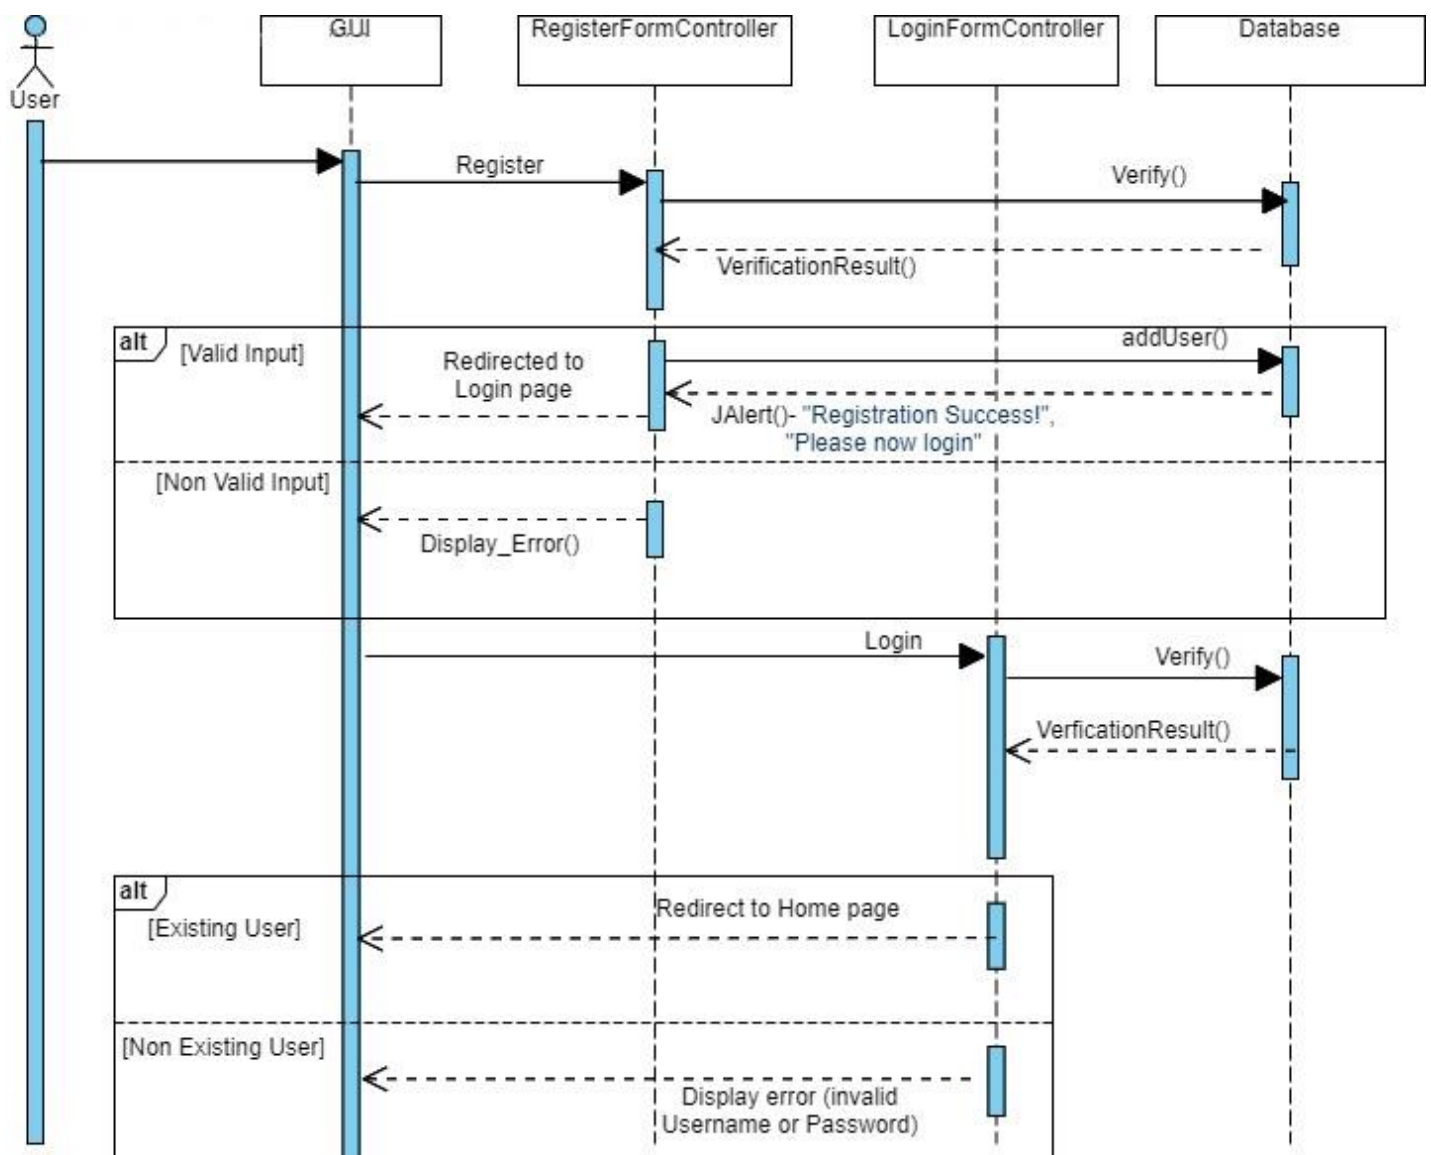 User
G.U.I
RegisterFormController
LoginFormController
Database
Register
Verify()
VerificationResult()
alt
[Valid Input]
addUser()
Redirected to
Login page
JAlert()- "Registration Success!",
"Please now login"
[Non Valid Input]
Display_Error()
Login
Verify()
VerficationResult()
alt
[Existing User]
Redirect to Home page
[Non Existing User]
Display error (invalid
Username or Password)